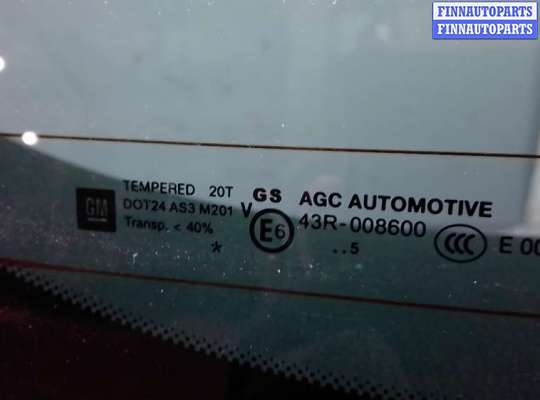 FINNAUTOPARTS
FINNAUTOPARTS
GM
TEMPERED 20T GS AGC AUTOMOTIVE
DOT24 AS3 M201 V E6 43R-008600 CCC E 00
Transp. < 40%
* ..5